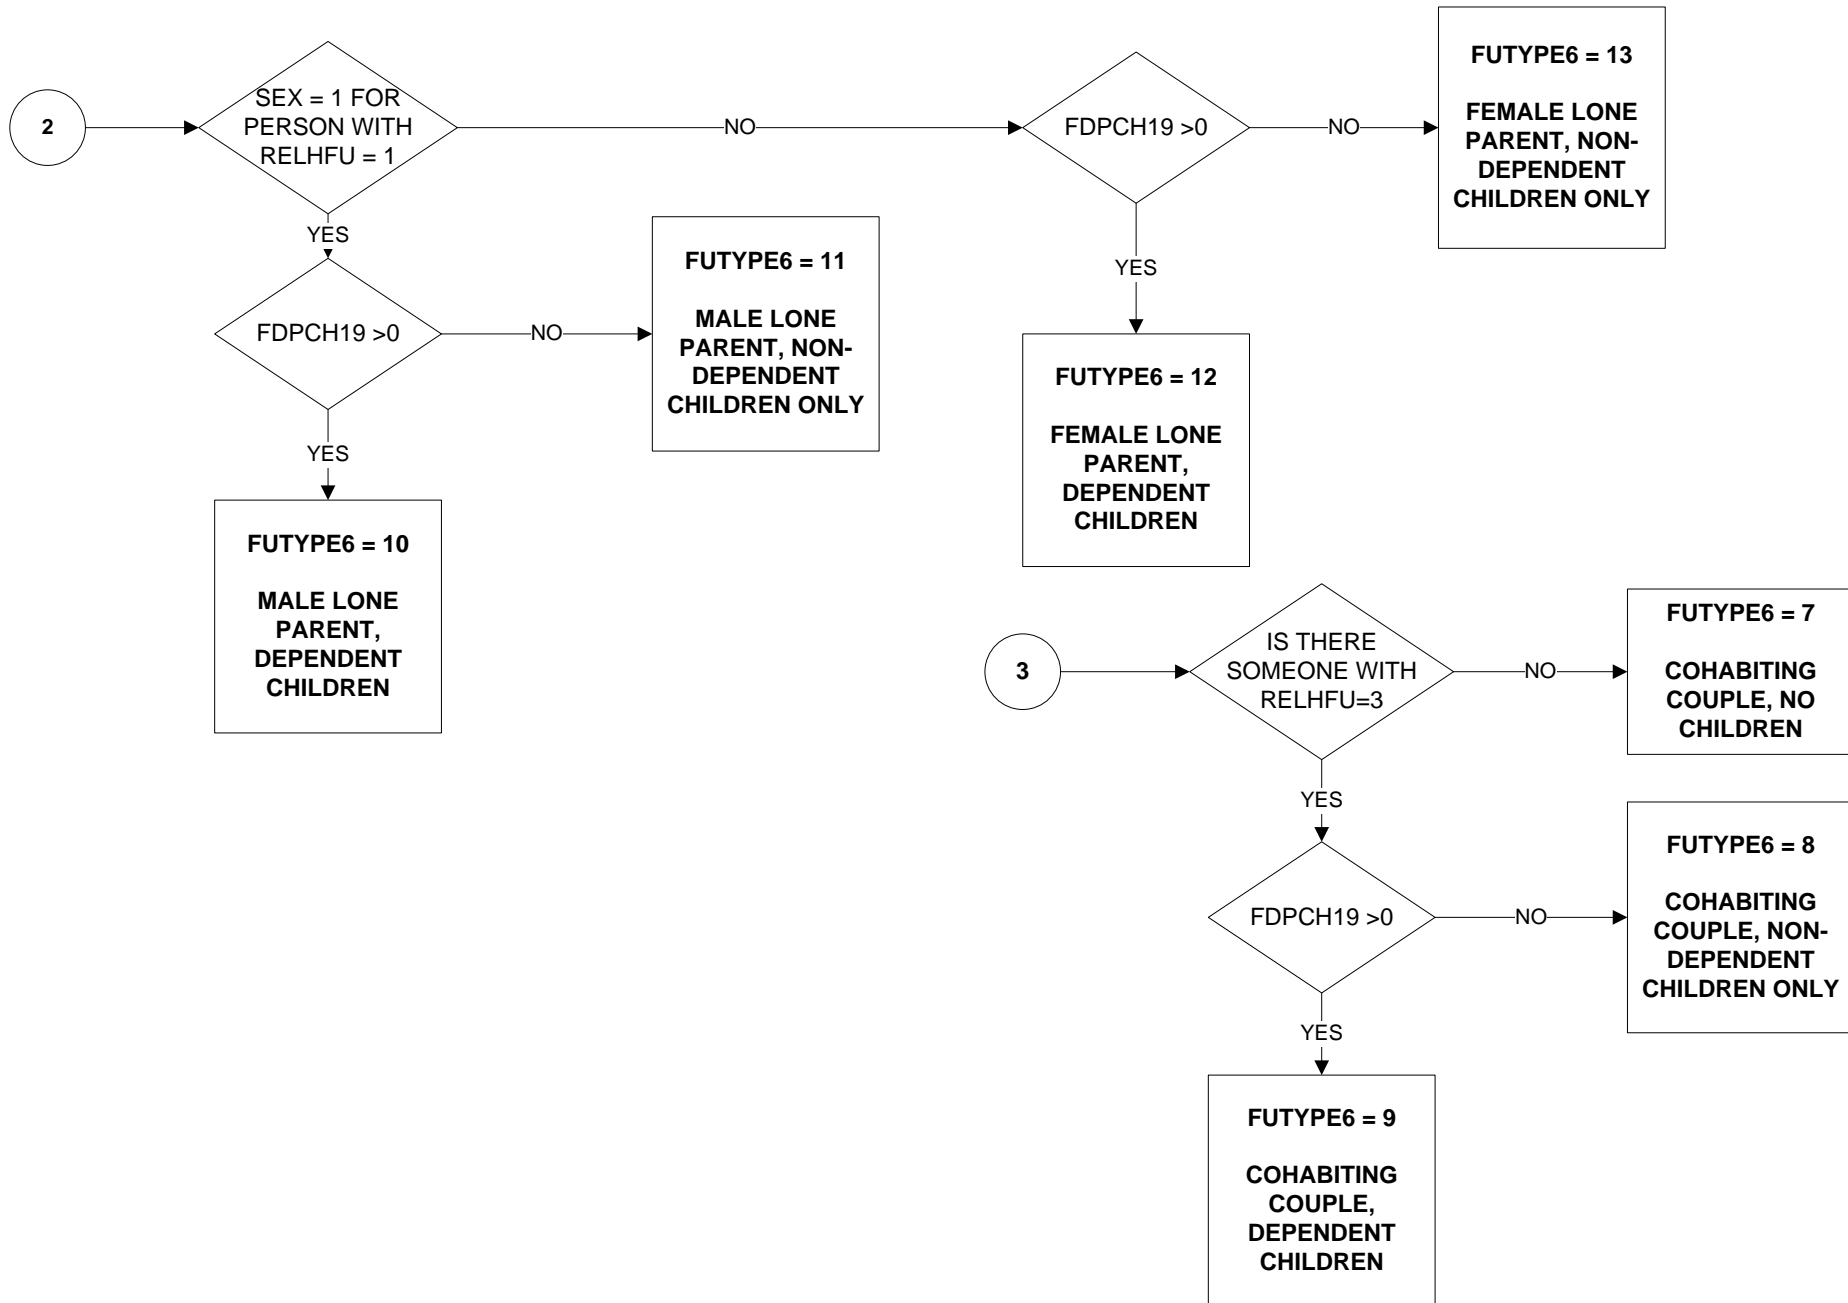 2
SEX = 1 FOR
PERSON WITH
RELHFU = 1
NO
FDPCH19 >0
NO
FUTYPE6 = 13
FEMALE LONE
PARENT, NON-
DEPENDENT
CHILDREN ONLY
YES
FDPCH19 >0
NO
FUTYPE6 = 11
MALE LONE
PARENT, NON-
DEPENDENT
CHILDREN ONLY
YES
FUTYPE6 = 12
FEMALE LONE
PARENT,
DEPENDENT
CHILDREN
YES
FUTYPE6 = 10
MALE LONE
PARENT,
DEPENDENT
CHILDREN
3
IS THERE
SOMEONE WITH
RELHFU=3
NO
FUTYPE6 = 7
COHABITING
COUPLE, NO
CHILDREN
YES
FDPCH19 >0
NO
FUTYPE6 = 8
COHABITING
COUPLE, NON-
DEPENDENT
CHILDREN ONLY
YES
FUTYPE6 = 9
COHABITING
COUPLE,
DEPENDENT
CHILDREN